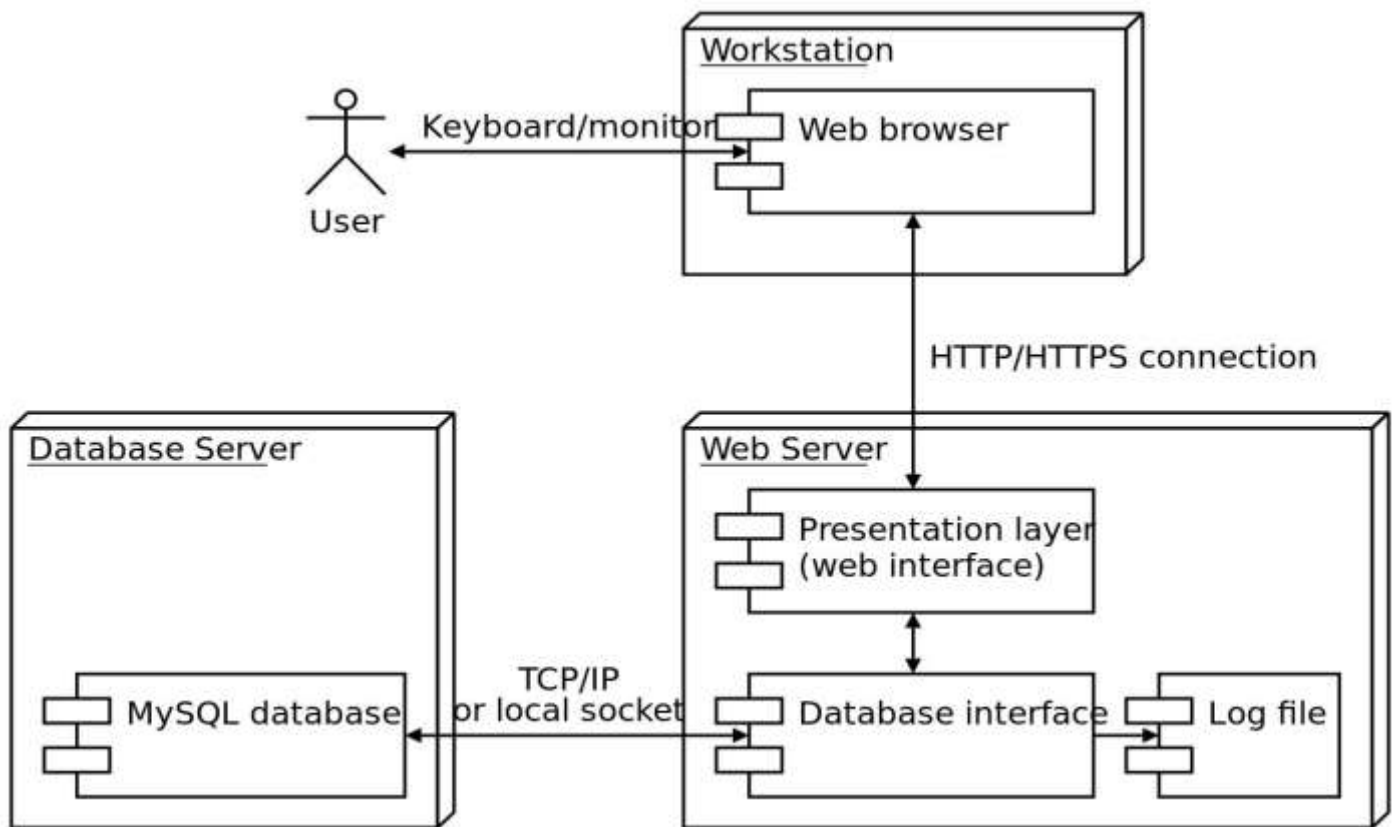 Workstation
Keyboard/monitor
Web browser
User
HTTP/HTTPS connection
Database Server
Web Server
Presentation layer
(web interface)
TCP/IP
or local socket
MySQL database
Database interface
Log file